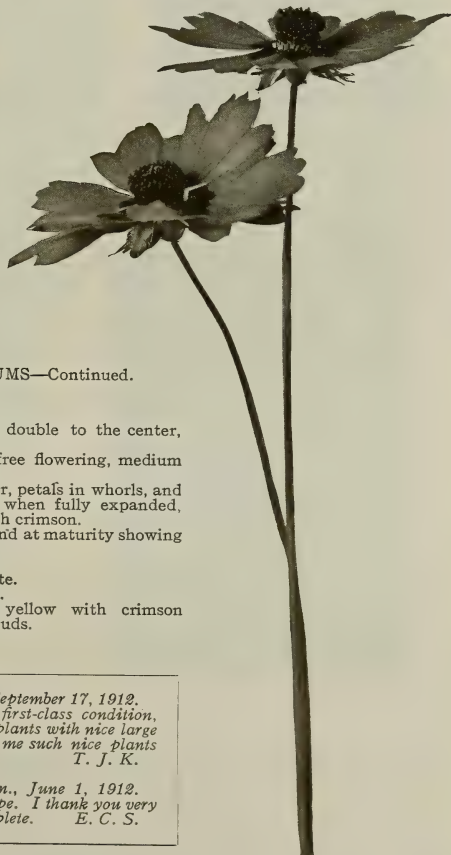 UMS—Continued.
double to the center,
free flowering, medium
r, petals in whorls, and
when fully expanded,
h crimson.
nd at maturity showing
te.
yellow with crimson
uds.
eptember 17, 1912.
first-class condition,
plants with nice large
me such nice plants
T. J. K.
n., June 1, 1912.
pe. I thank you very
plete. E. C. S.